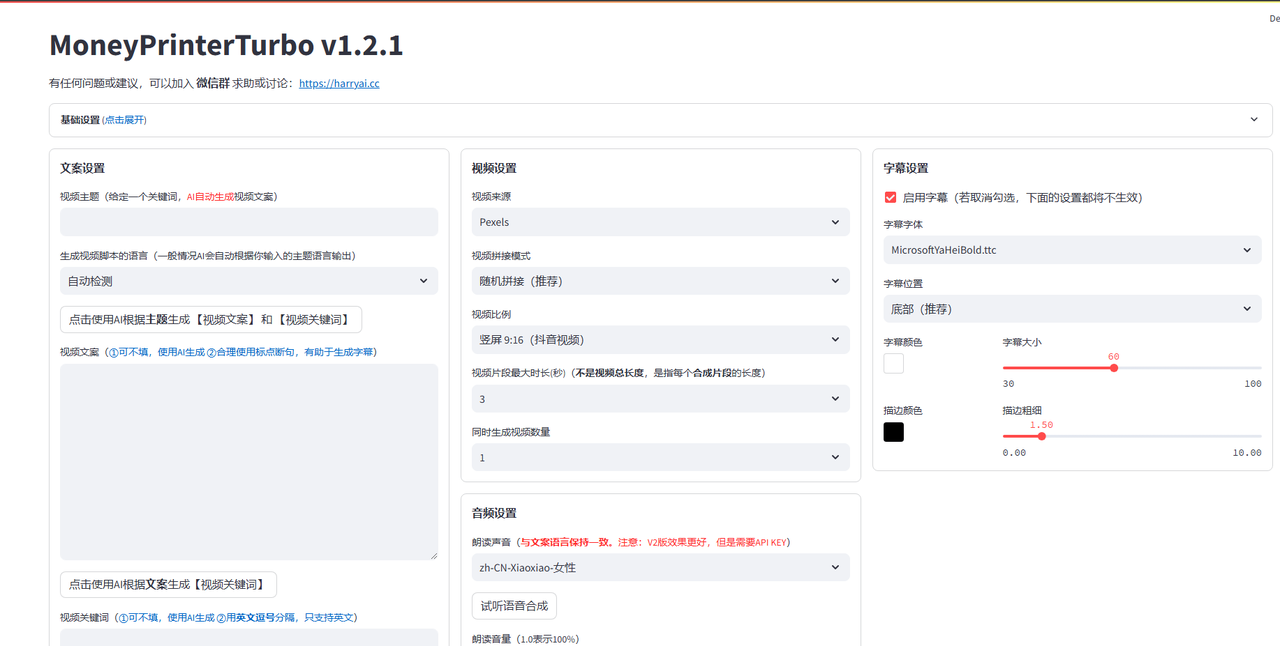 De
MoneyPrinterTurbo v1.2.1
有任何问题或建议，可以加入 微信群 求助或讨论：https://harryai.cc
基础设置 (点击展开)
文案设置
视频主题（给定一个关键词，AI自动生成视频文案）
生成视频脚本的语言（一般情况AI会自动根据你输入的主题语言输出）
自动检测
点击使用AI根据主题生成【视频文案】 和 【视频关键词】
视频文案（①可不填，使用AI生成 ②合理使用标点断句，有助于生成字幕）
点击使用AI根据文案生成【视频关键词】
视频关键词（①可不填，使用AI生成 ②用英文逗号分隔，只支持英文）
视频设置
视频来源
Pexels
视频拼接模式
随机拼接（推荐）
视频比例
竖屏 9:16（抖音视频）
视频片段最大时长(秒)（不是视频总长度，是指每个合成片段的长度）
3
同时生成视频数量
1
音频设置
朗读声音（与文案语言保持一致。注意：V2版效果更好，但是需要API KEY）
zh-CN-Xiaoxiao-女性
试听语音合成
朗读音量（1.0表示100%）
字幕设置
启用字幕（若取消勾选，下面的设置都将不生效）
字幕字体
MicrosoftYaHeiBold.ttc
字幕位置
底部（推荐）
字幕颜色
字幕大小
60
30
100
描边颜色
描边粗细
1.50
0.00
10.00